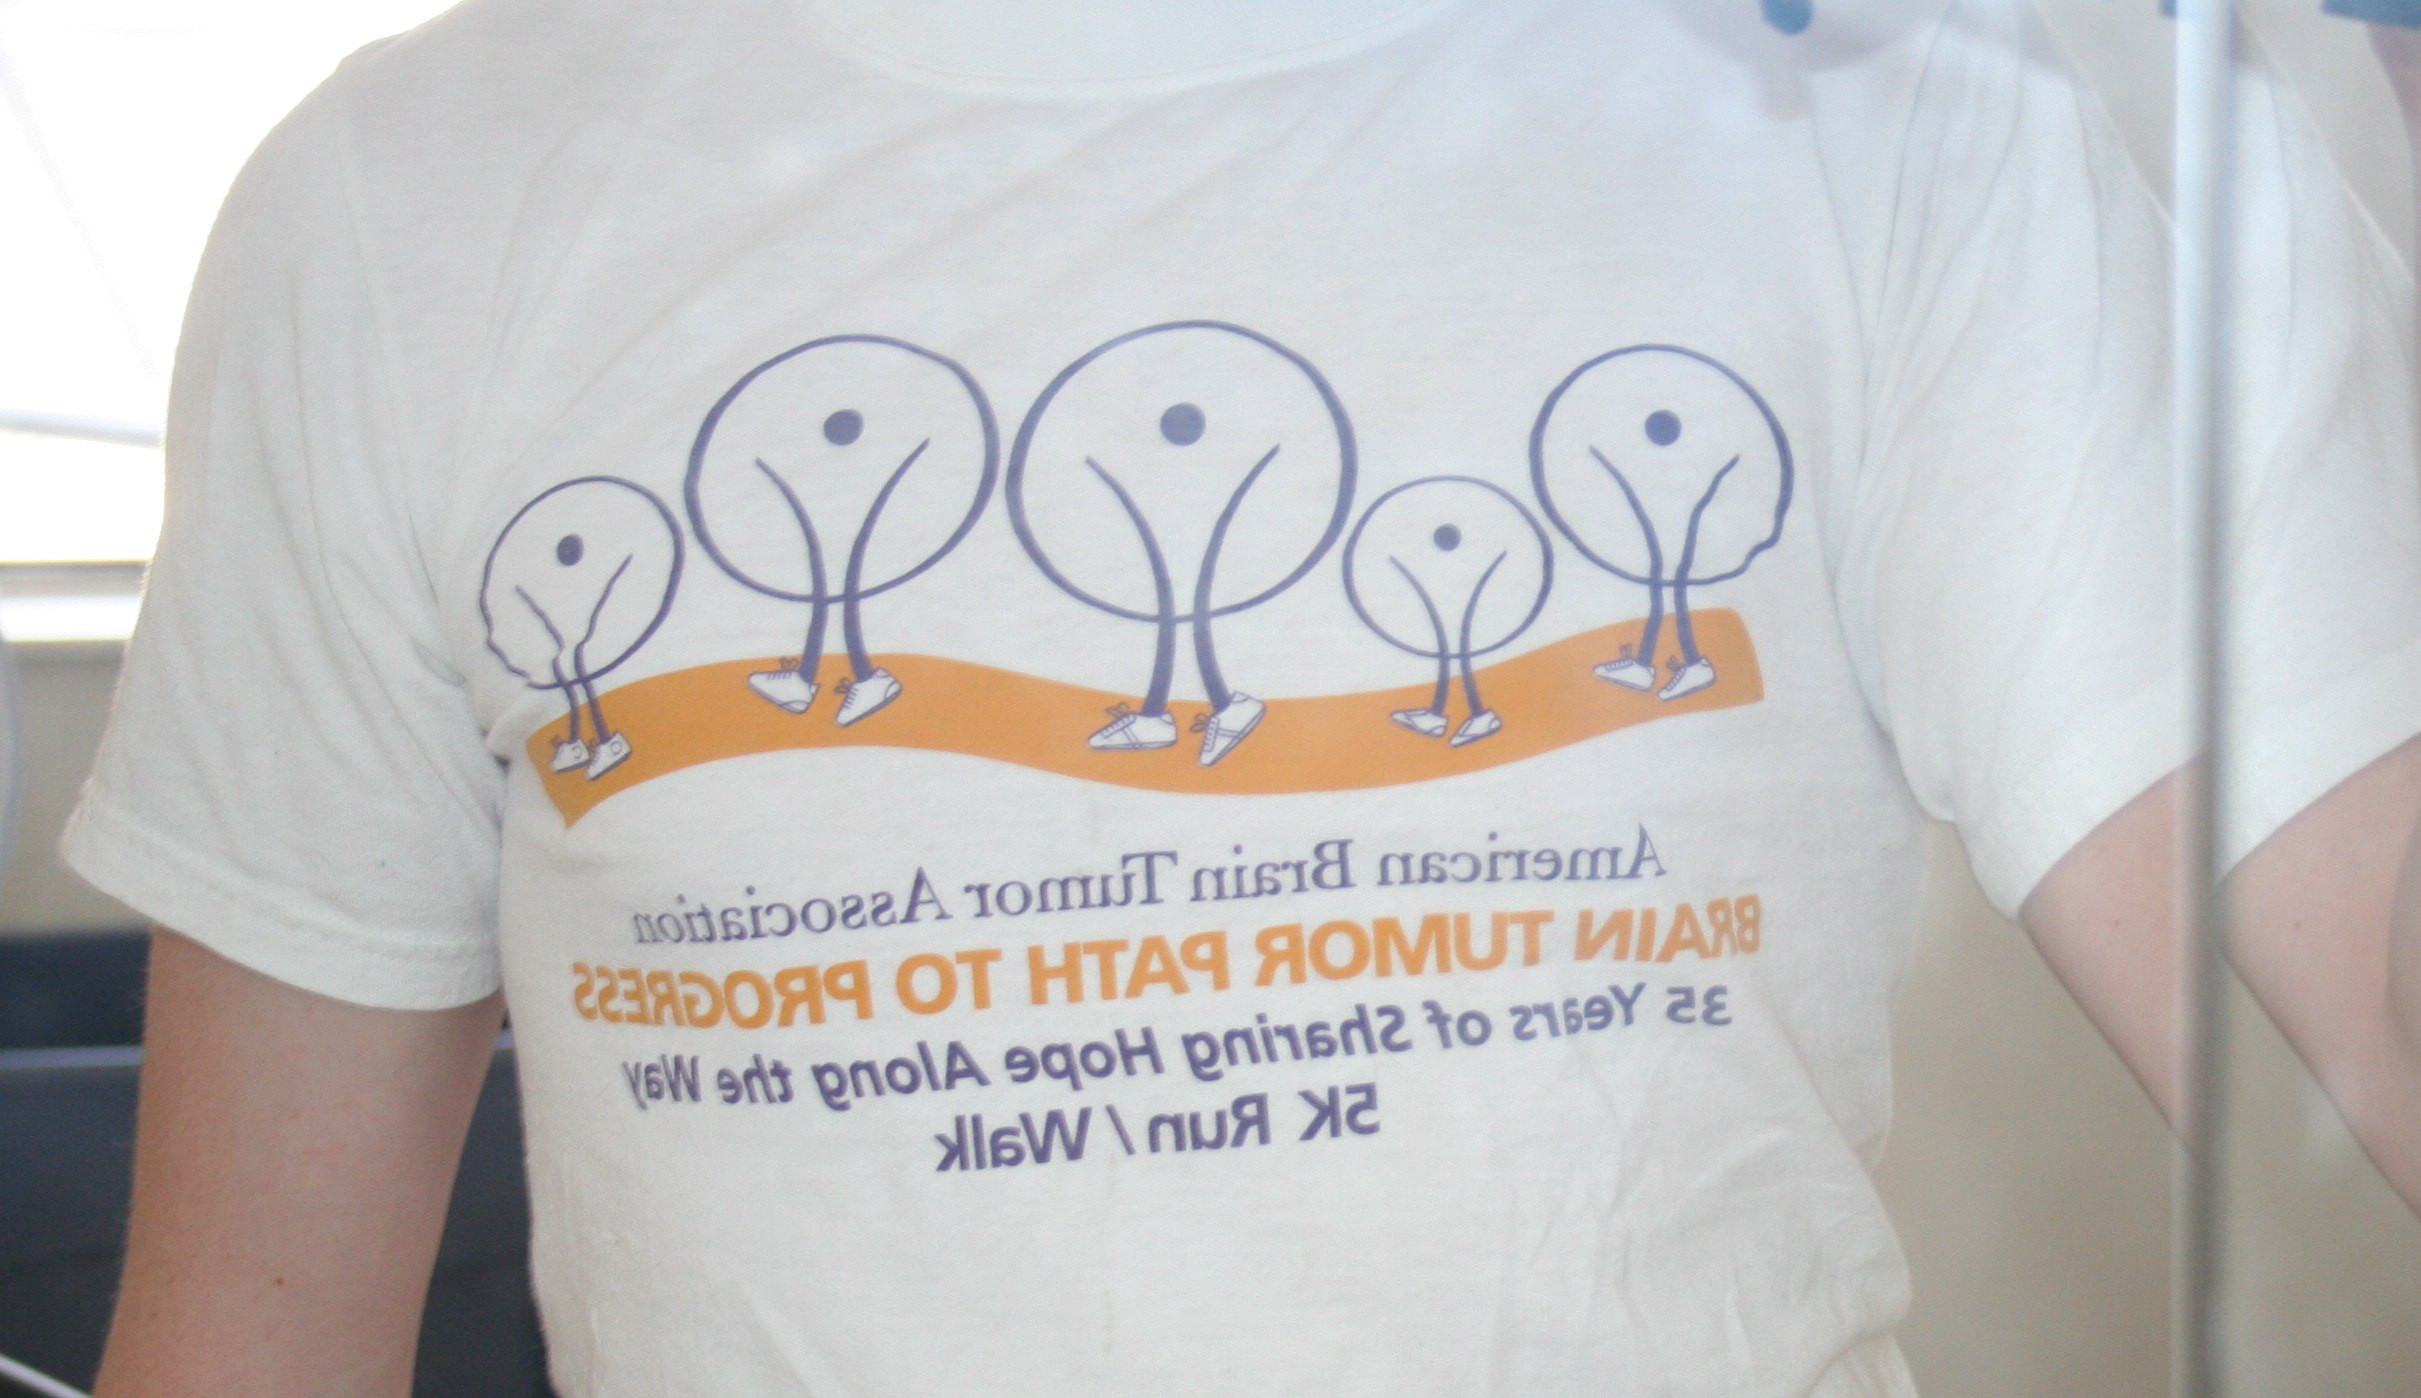 American Brain Tumor Association
BRAIN TUMOR PATH TO PROGRESS
35 Years of Sharing Hope Along the Way
5K Run / Walk